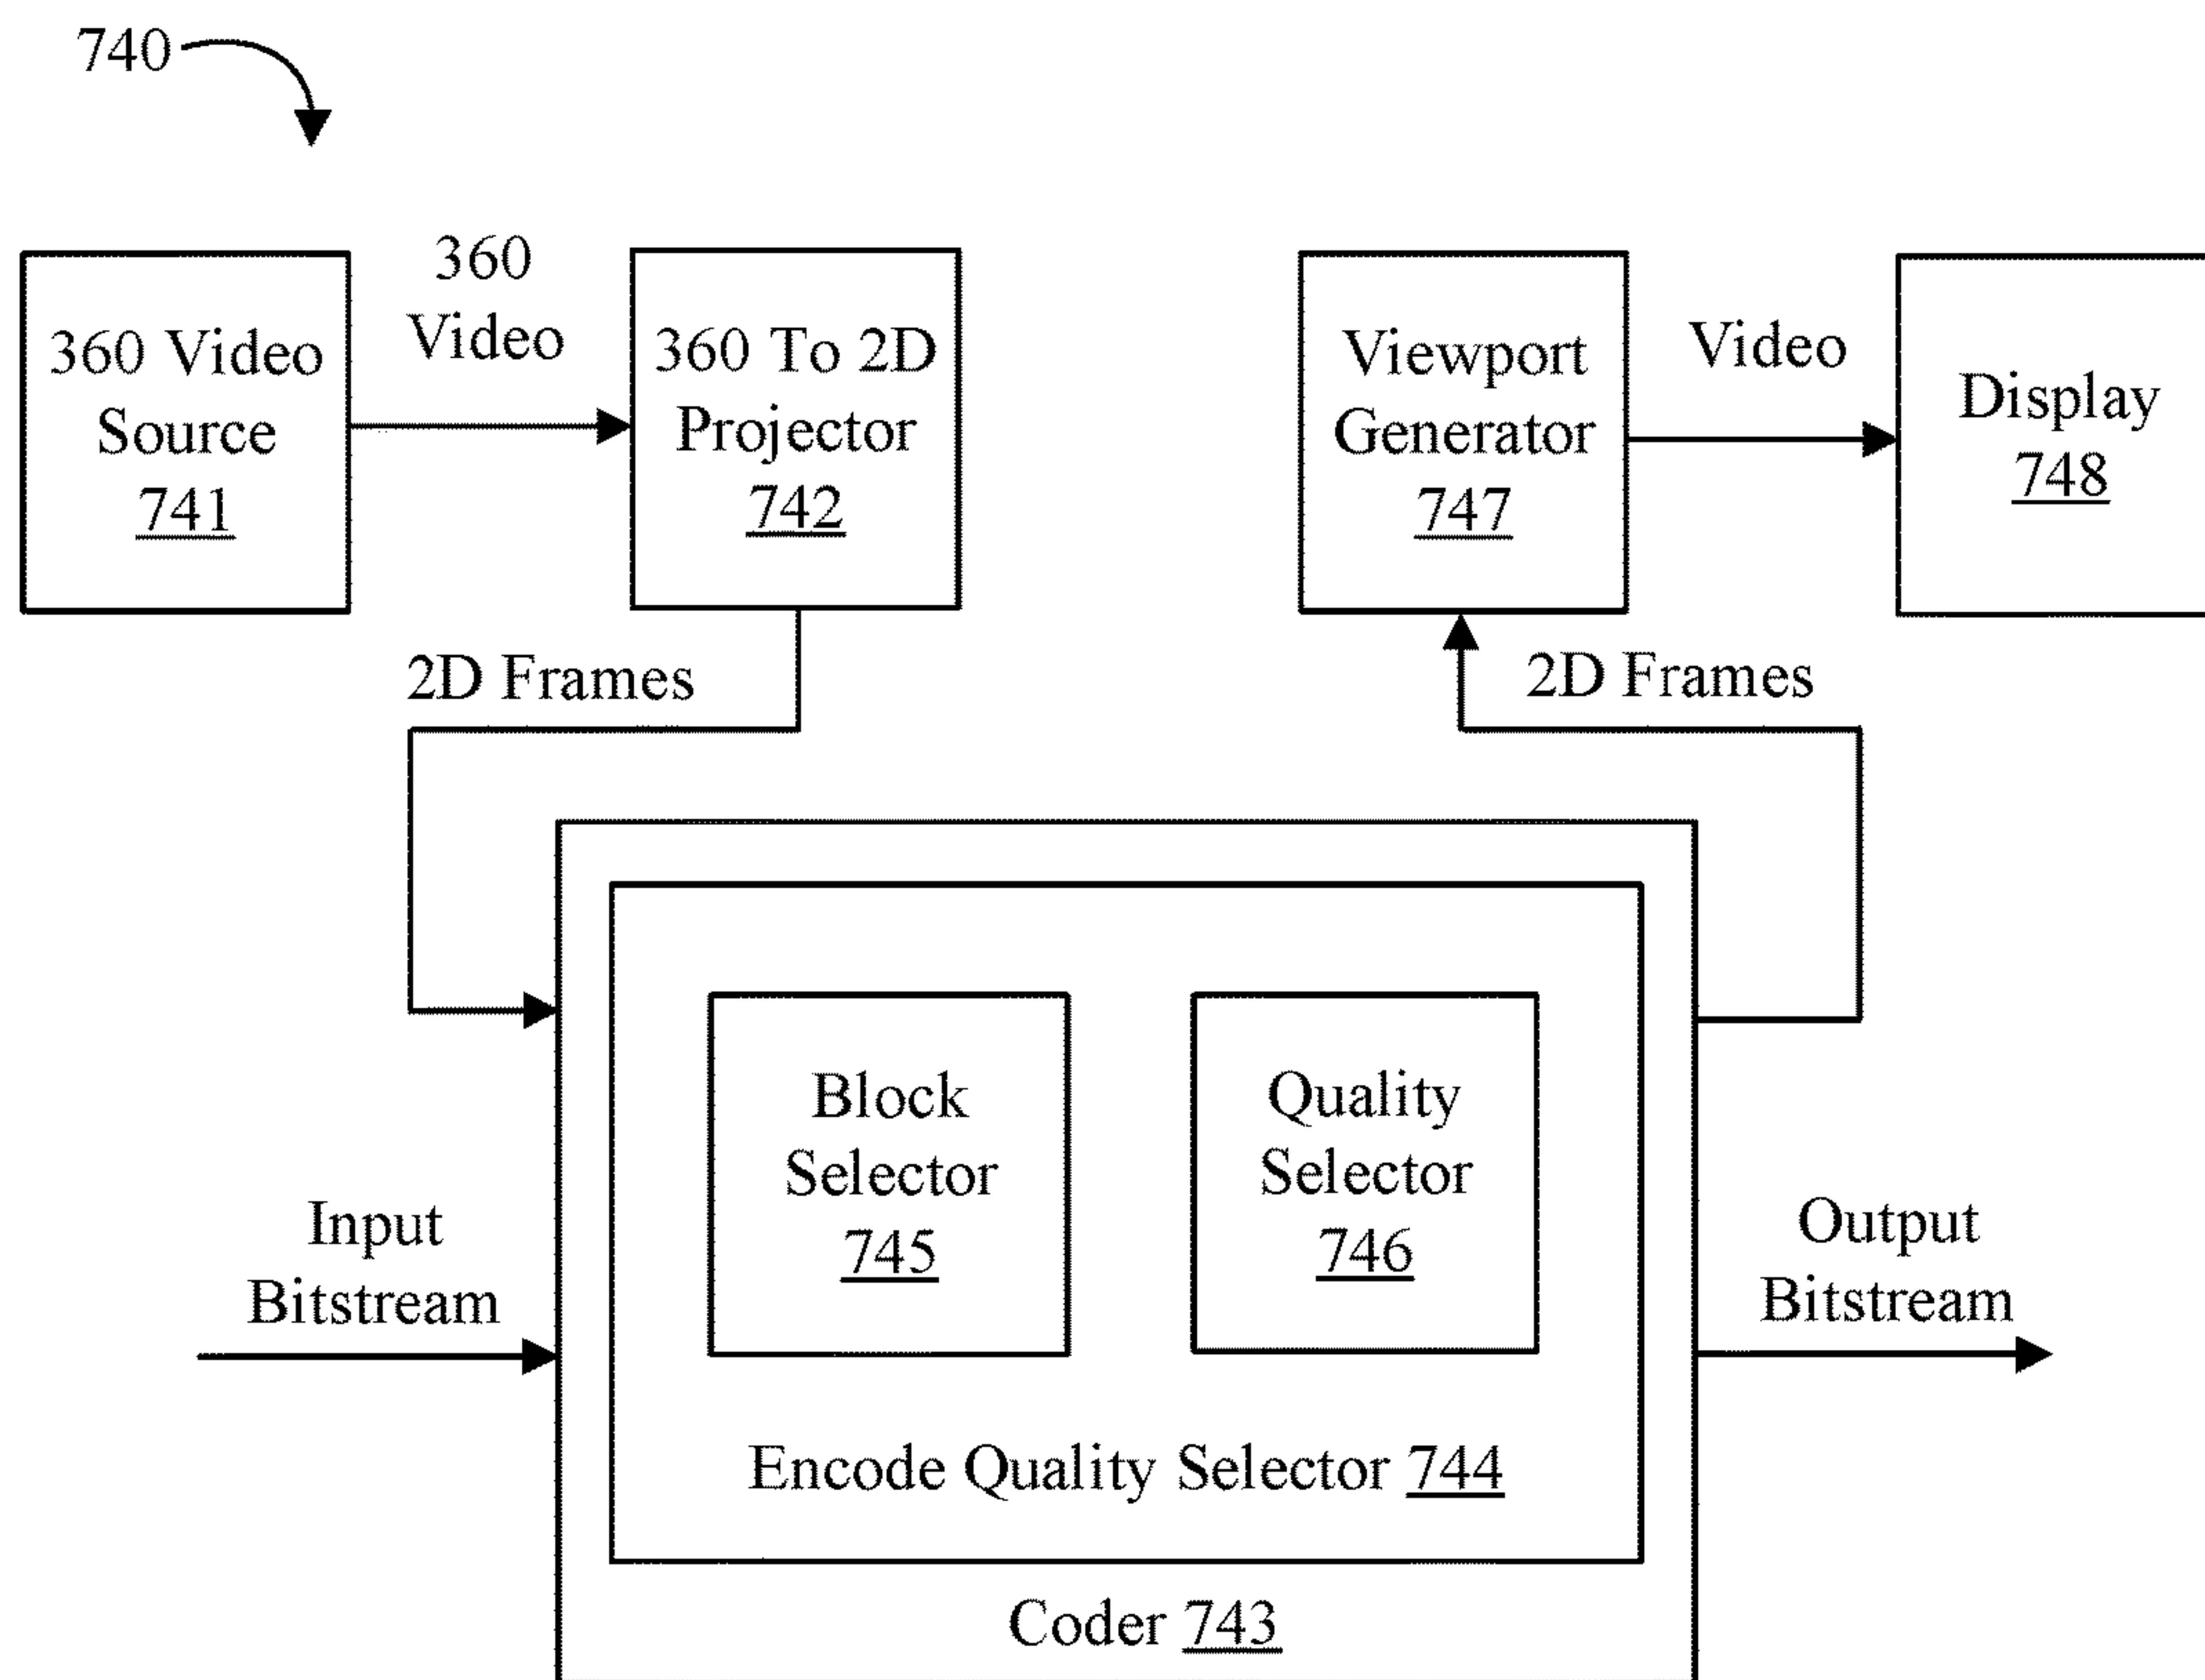 740
360 Video
Source
741
360
Video
360 To 2D
Projector
742
Viewport
Generator
747
Video
Display
748
2D Frames
2D Frames
Block
Selector
745
Quality
Selector
746
Input
Bitstream
Output
Bitstream
Encode Quality Selector 744
Coder 743